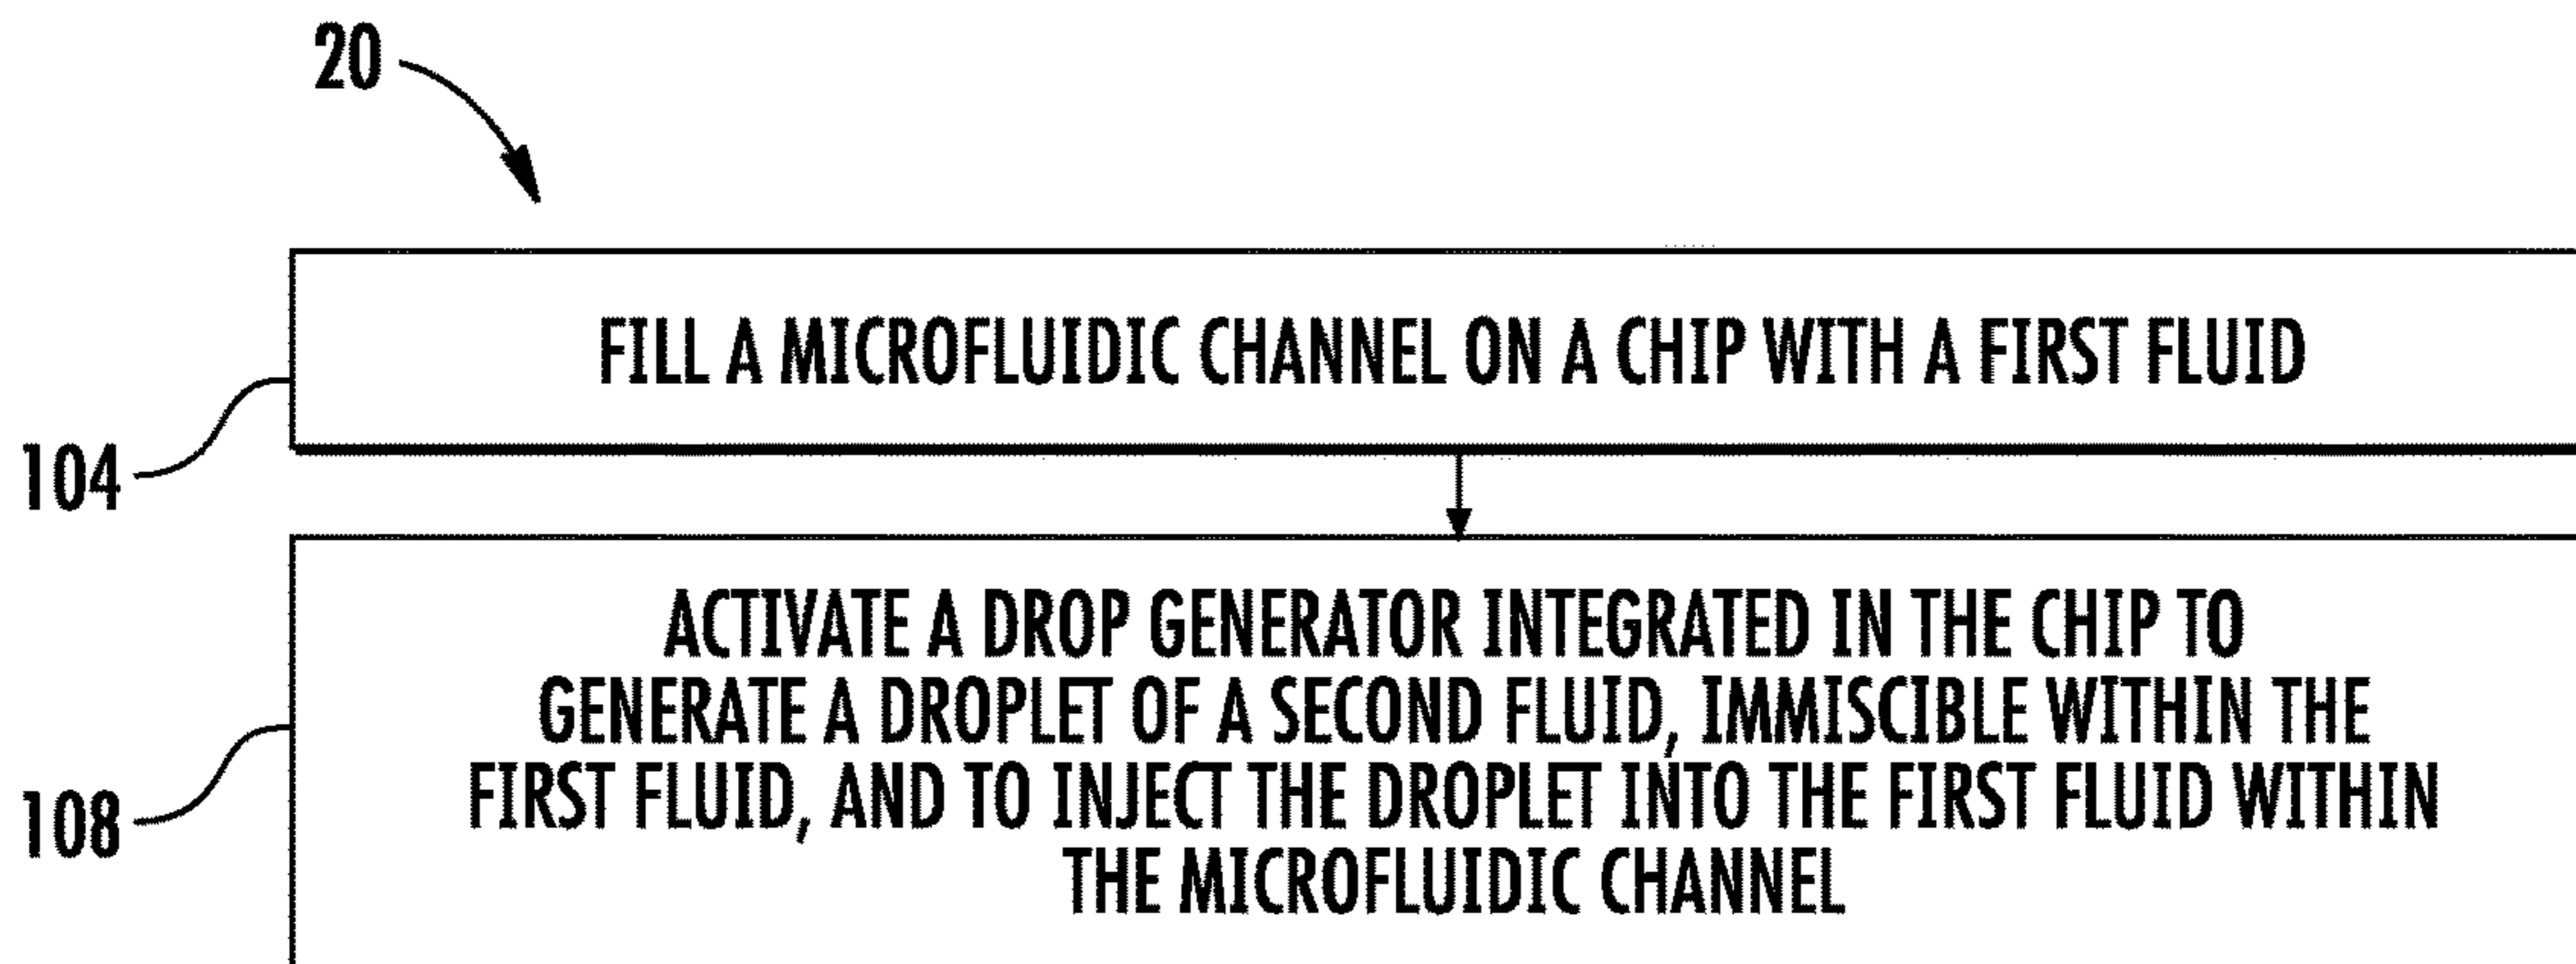 20
FILL A MICROFLUIDIC CHANNEL ON A CHIP WITH A FIRST FLUID
104
ACTIVATE A DROP GENERATOR INTEGRATED IN THE CHIP TO
GENERATE A DROPLET OF A SECOND FLUID, IMMISCIBLE WITHIN THE
FIRST FLUID, AND TO INJECT THE DROPLET INTO THE FIRST FLUID WITHIN
THE MICROFLUIDIC CHANNEL
108